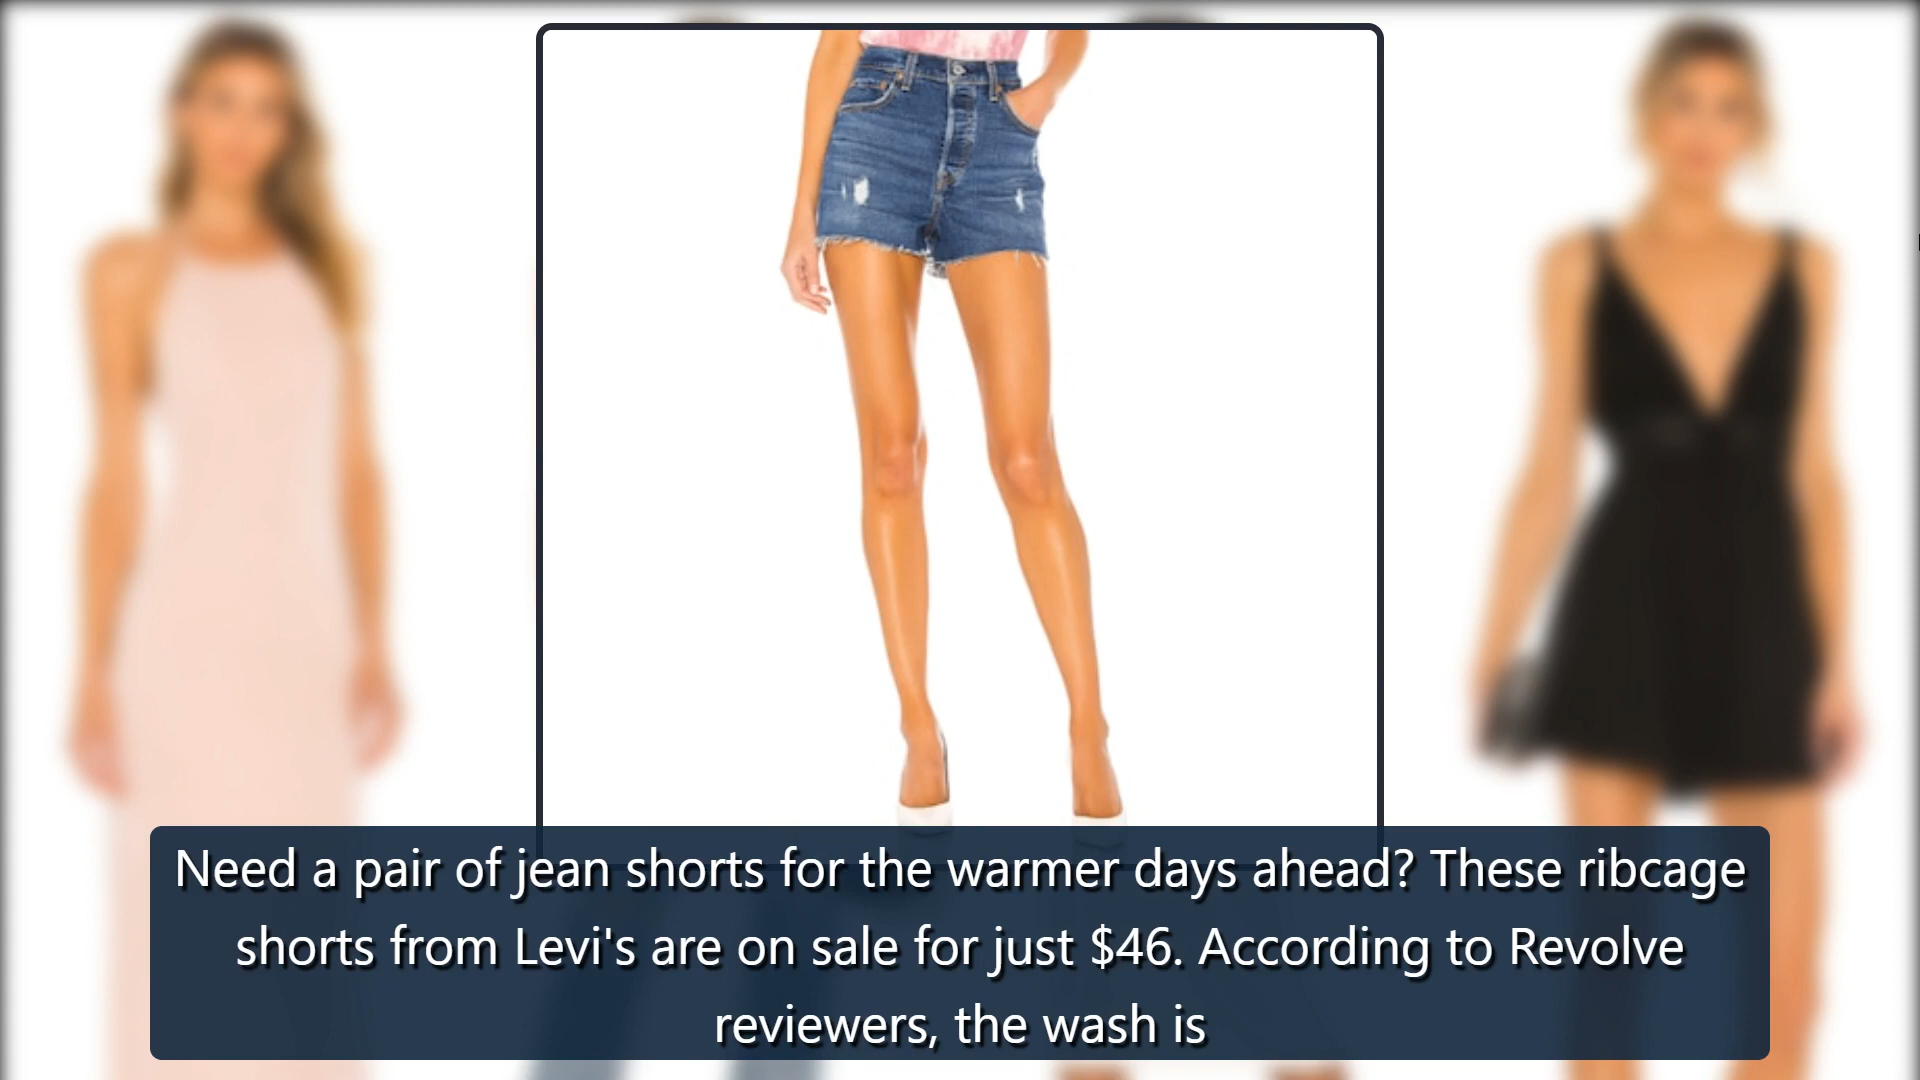 Need a pair of jean shorts for the warmer days ahead? These ribcage
shorts from Levi's are on sale for just $46. According to Revolve
reviewers, the wash is